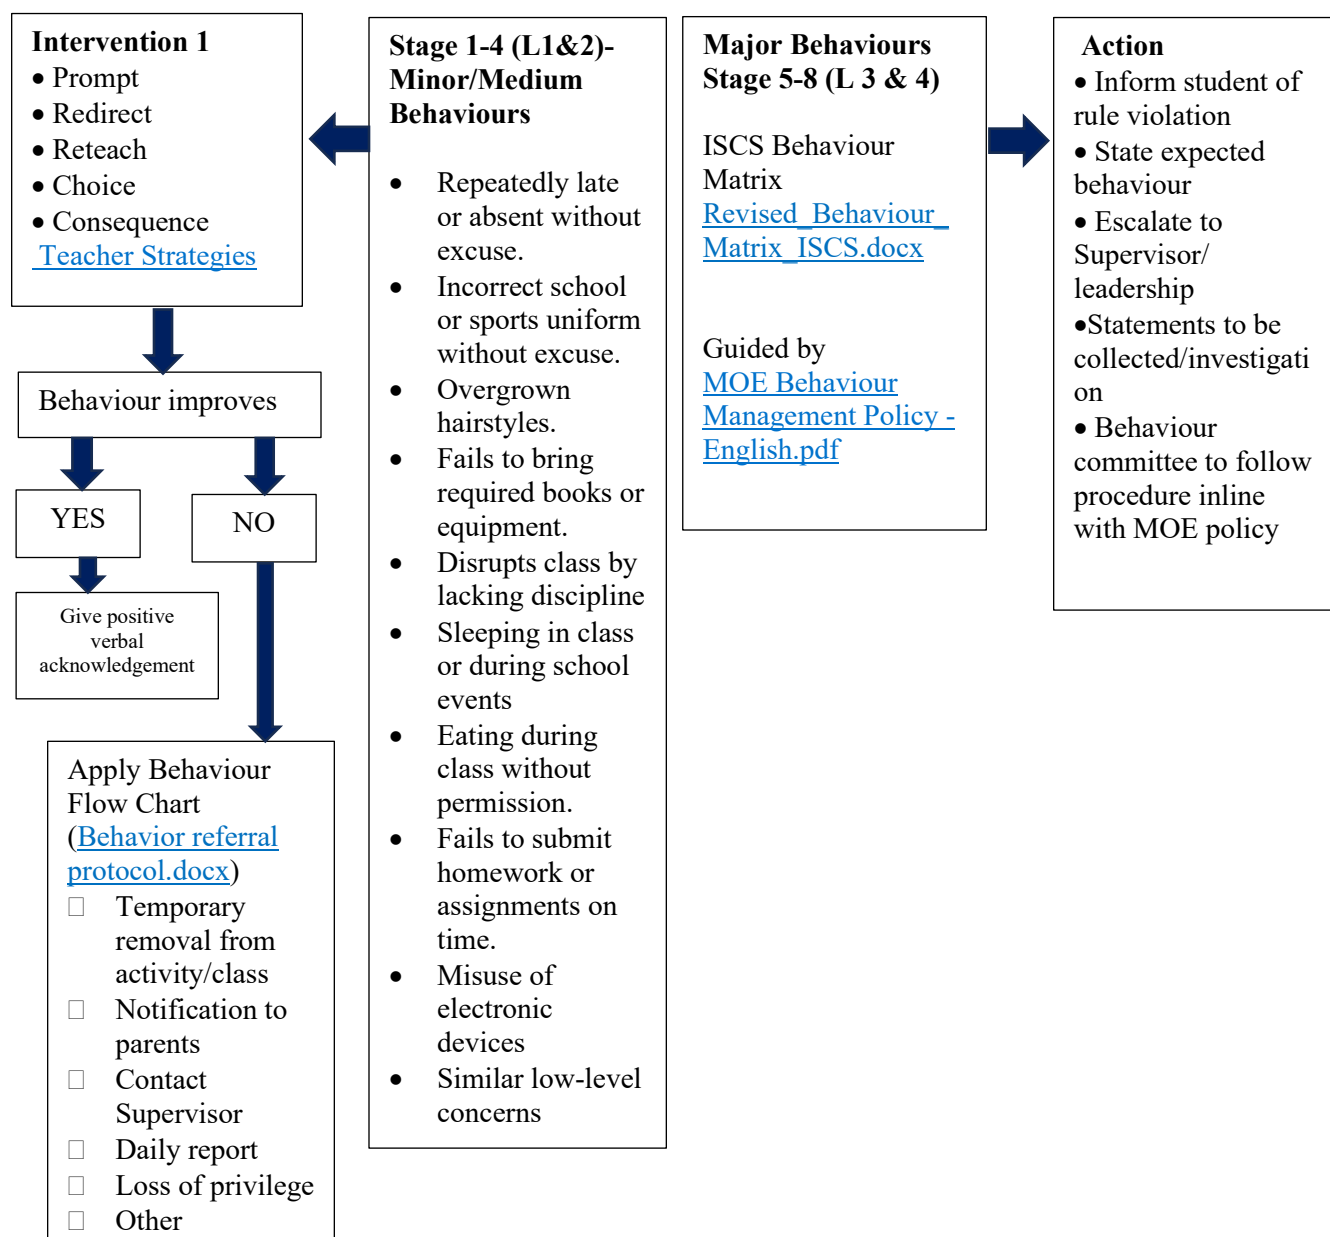 Intervention 1
• Prompt
• Redirect
• Reteach
• Choice
• Consequence
Teacher Strategies
Behaviour improves
YES
NO
Give positive
verbal
acknowledgement
Apply Behaviour
Flow Chart
(Behavior referral
protocol.docx)
□ Temporary
removal from
activity/class
□ Notification to
parents
□ Contact
Supervisor
□ Daily report
□ Loss of privilege
□ Other
Stage 1-4 (L1&2)-
Minor/Medium
Behaviours
• Repeatedly late
or absent without
excuse.
• Incorrect school
or sports uniform
without excuse.
• Overgrown
hairstyles.
• Fails to bring
required books or
equipment.
• Disrupts class by
lacking discipline
• Sleeping in class
or during school
events
• Eating during
class without
permission.
• Fails to submit
homework or
assignments on
time.
• Misuse of
electronic
devices
• Similar low-level
concerns
Major Behaviours
Stage 5-8 (L 3 & 4)
ISCS Behaviour
Matrix
Revised_Behaviour_
Matrix_ISCS.docx
Guided by
MOE Behaviour
Management Policy -
English.pdf
Action
• Inform student of
rule violation
• State expected
behaviour
• Escalate to
Supervisor/
leadership
•Statements to be
collected/investigati
on
• Behaviour
committee to follow
procedure inline
with MOE policy